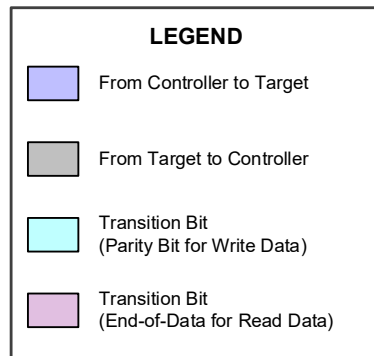 LEGEND
From Controller to Target
From Target to Controller
Transition Bit
(Parity Bit for Write Data)
Transition Bit
(End-of-Data for Read Data)